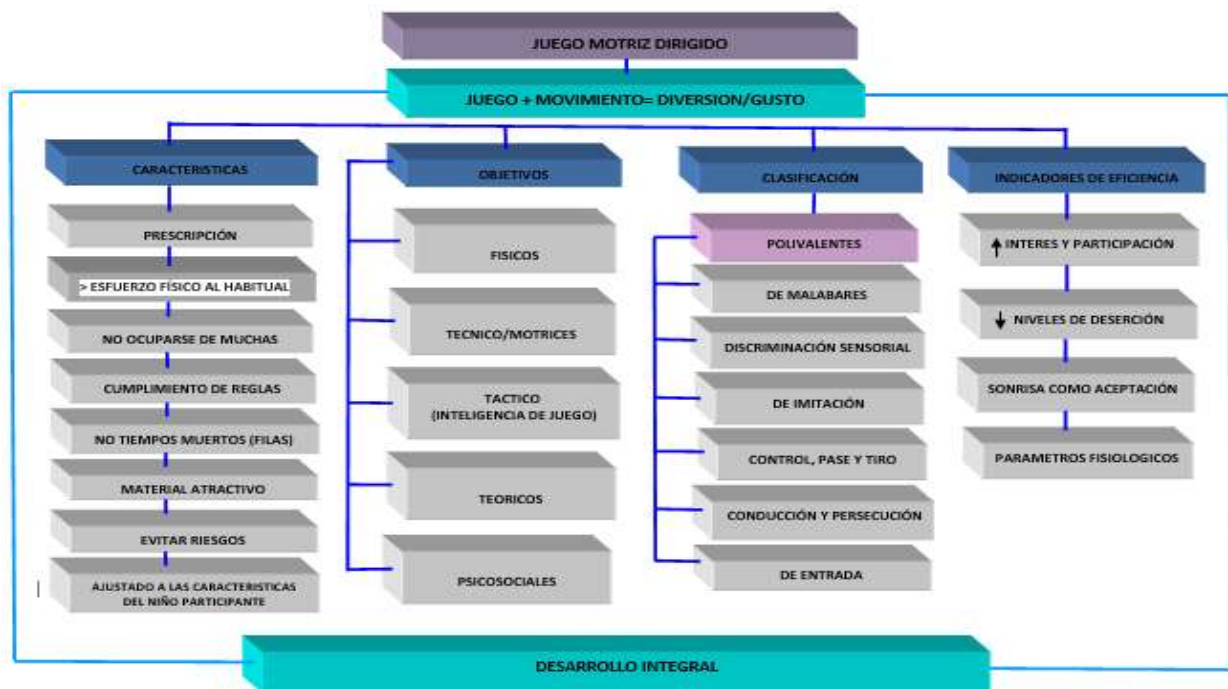 JUEGO MOTRIZ DIRIGIDO
JUEGO + MOVIMIENTO= DIVERSION/GUSTO
CARACTERISTICAS
PRESCRIPCIÓN
> ESFUERZO FÍSICO AL HABITUAL
NO OCUPARSE DE MUCHAS
CUMPLIMIENTO DE REGLAS
NO TIEMPOS MUERTOS (FILAS)
MATERIAL ATRACTIVO
EVITAR RIESGOS
AJUSTADO A LAS CARACTERISTICAS
DEL NIÑO PARTICIPANTE
OBJETIVOS
FISICOS
TECNICO/MOTRICES
TACTICO
(INTELIGENCIA DE JUEGO)
TEORICOS
PSICOSOCIALES
CLASIFICACIÓN
POLIVALENTES
DE MALABARES
DISCRIMINACIÓN SENSORIAL
DE IMITACIÓN
CONTROL, PASE Y TIRO
CONDUCCIÓN Y PERSECUCIÓN
DE ENTRADA
INDICADORES DE EFICIENCIA
INTERES Y PARTICIPACIÓN
NIVELES DE DESERCIÓN
SONRISA COMO ACEPTACIÓN
PARAMETROS FISIOLOGICOS
DESARROLLO INTEGRAL